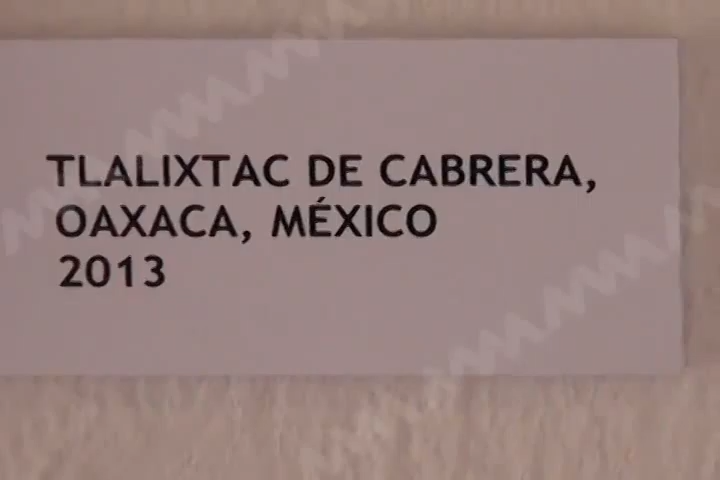 TLALIXTAC DE CABRERA,
OAXACA, MÉXICO
2013